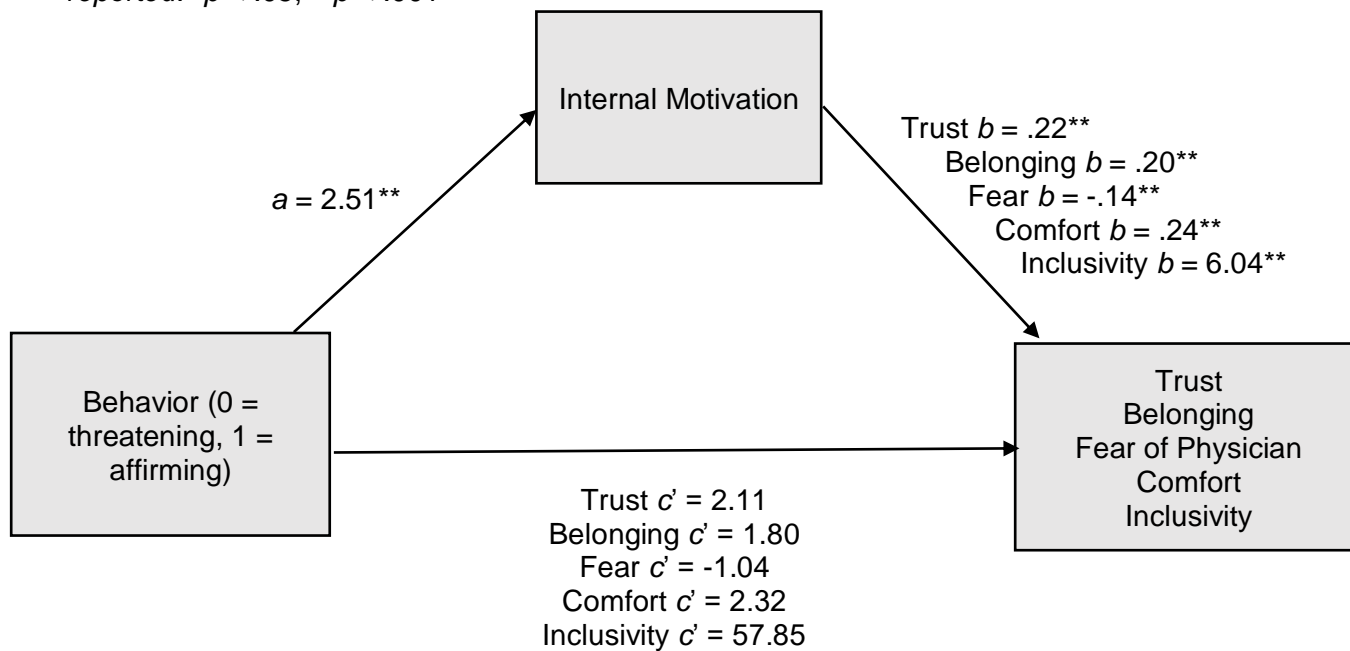 Internal Motivation
Trust b = .22**
Belonging b = .20**
Fear b = -.14**
Comfort b = .24**
Inclusivity b = 6.04**
a = 2.51**
Behavior (0 =
threatening, 1 =
affirming)
Trust
Belonging
Fear of Physician
Comfort
Inclusivity
Trust c’ = 2.11
Belonging c’ = 1.80
Fear c’ = -1.04
Comfort c’ = 2.32
Inclusivity c’ = 57.85